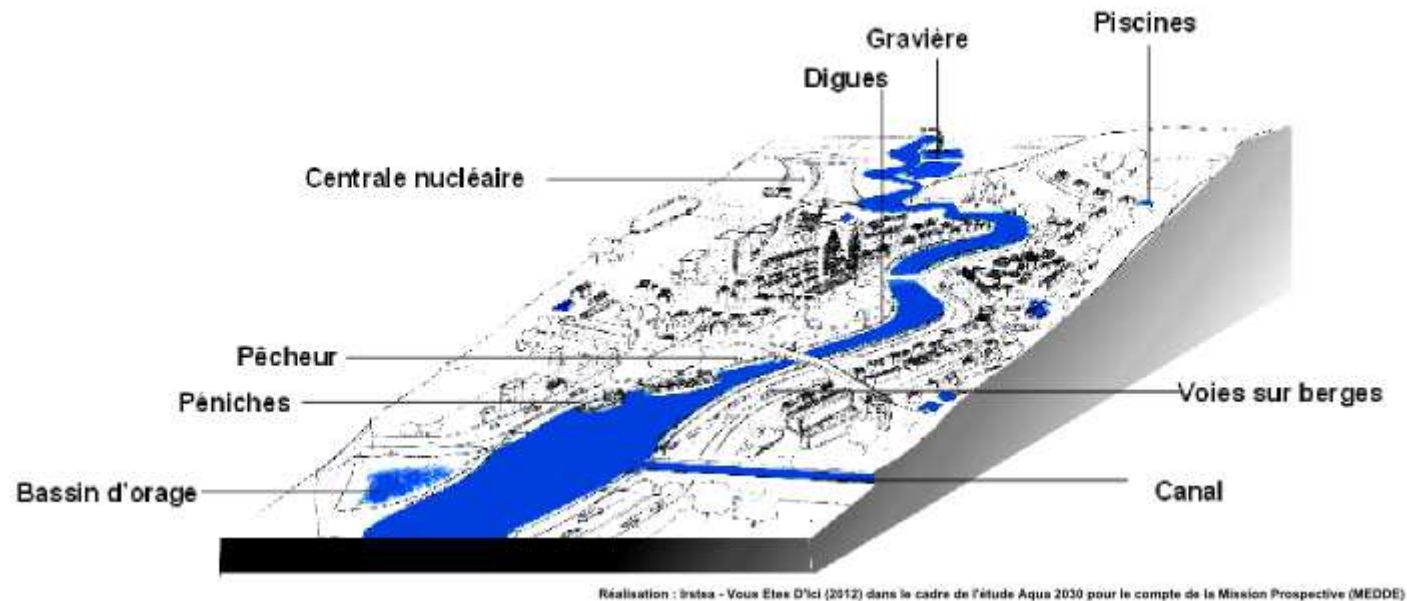 Piscines
Gravière
Digues
Centrale nucléaire
Pêcheur
Voies sur berges
Péniches
Bassin d'orage
Canal
Réalisation : Irstea - Vous Etes D'Ici (2012) dans le cadre de l'étude Aqua 2030 pour le compte de la Mission Prospective (MEDDE)